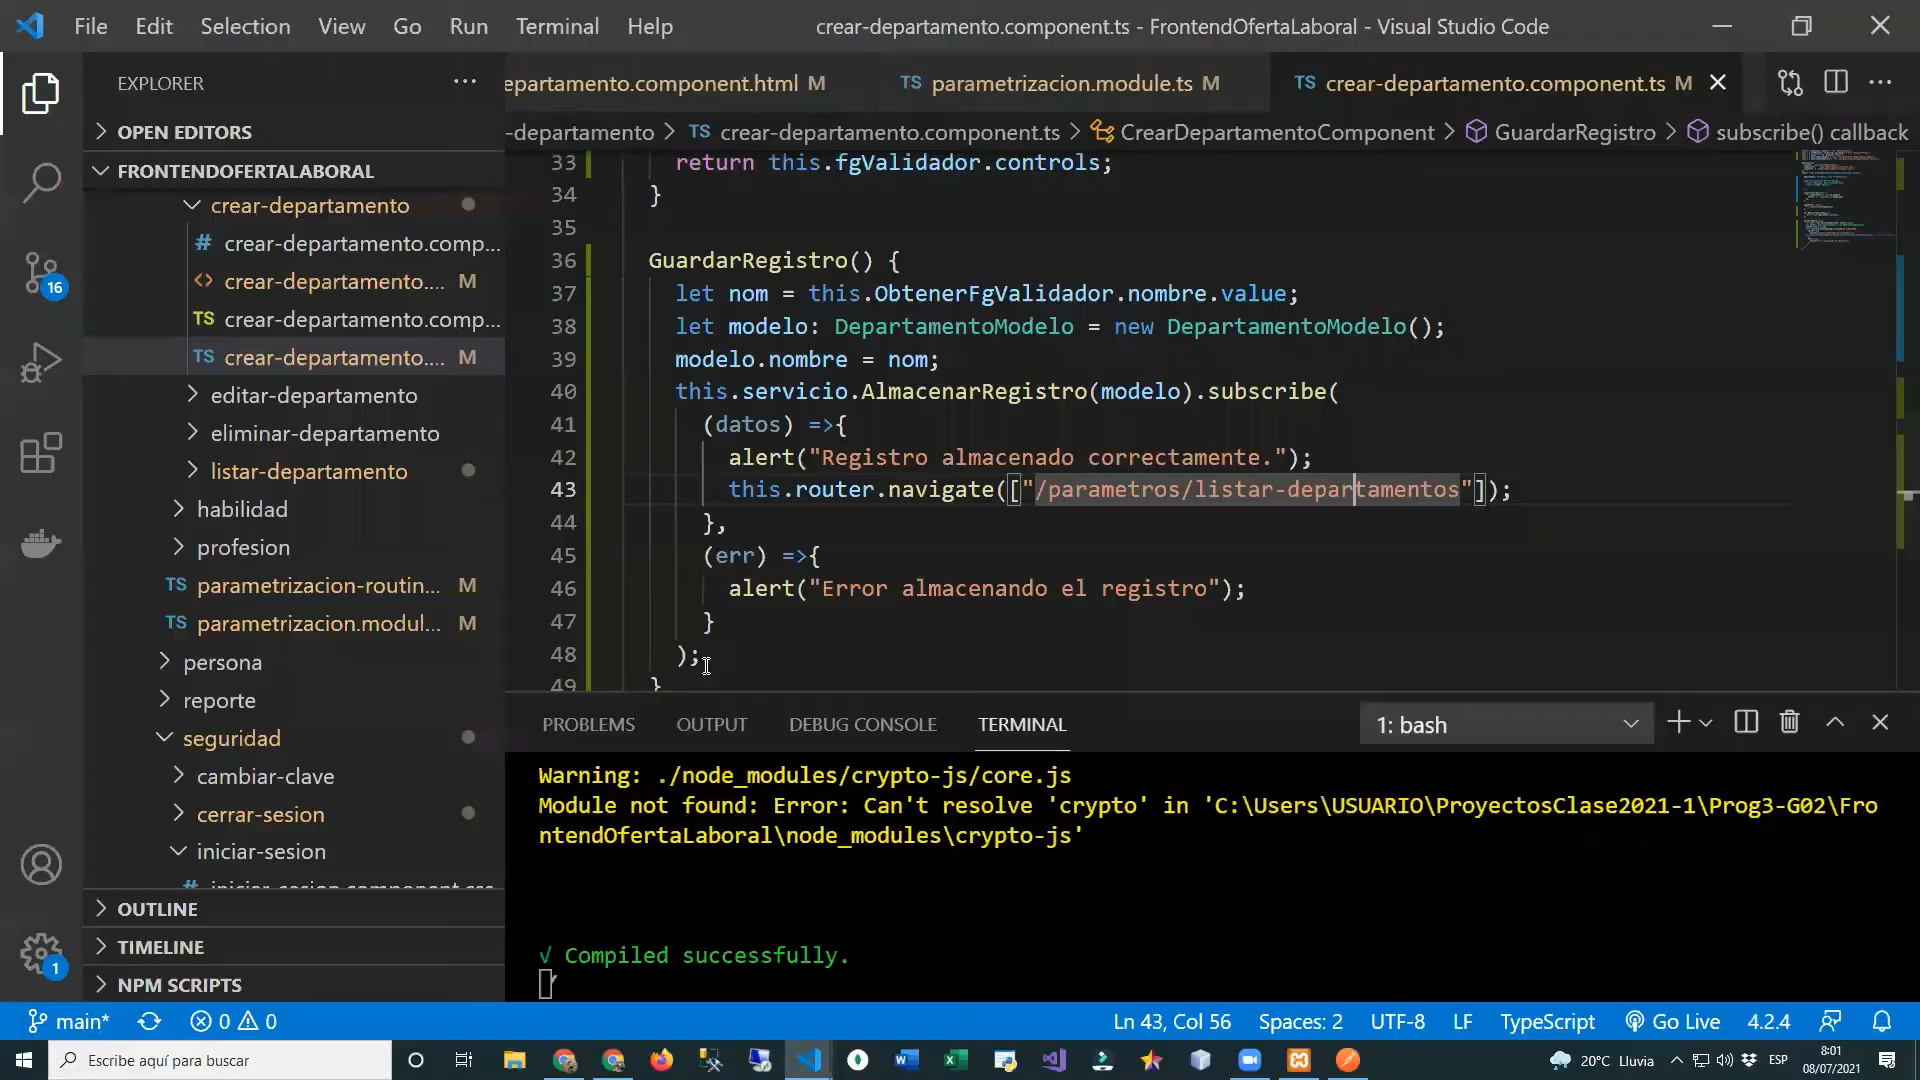 File Edit Selection View Go Run Terminal Help
crear-departamento.component.ts - FrontendOfertaLaboral - Visual Studio Code
EXPLORER
epartamento.component.html M
TS parametrizacion.module.ts M
TS crear-departamento.component.ts M
OPEN EDITORS
-departamento > TS crear-departamento.component.ts > CrearDepartamentoComponent > GuardarRegistro > subscribe() callback
FRONTENDOFERTALABORAL
crear-departamento
# crear-departamento.comp...
<> crear-departamento.... M
TS crear-departamento.comp...
TS crear-departamento.... M
editar-departamento
eliminar-departamento
listar-departamento
habilidad
profesion
TS parametrizacion-routin... M
TS parametrizacion.modul... M
persona
reporte
seguridad
cambiar-clave
cerrar-sesion
iniciar-sesion
# iniciar-sesion.component.css
OUTLINE
TIMELINE
NPM SCRIPTS
16
1
33 return this.fgValidador.controls;
34 }
35
36 GuardarRegistro() {
37 let nom = this.ObtenerFgValidador.nombre.value;
38 let modelo: DepartamentoModelo = new DepartamentoModelo();
39 modelo.nombre = nom;
40 this.servicio.AlmacenarRegistro(modelo).subscribe(
41 (datos) =>{
42 alert("Registro almacenado correctamente.");
43 this.router.navigate(["/parametros/listar-departamentos"]);
44 },
45 (err) =>{
46 alert("Error almacenando el registro");
47 }
48 );
49 }
PROBLEMS OUTPUT DEBUG CONSOLE TERMINAL
1: bash
Warning: ./node_modules/crypto-js/core.js
Module not found: Error: Can't resolve 'crypto' in 'C:\Users\USUARIO\ProyectosClase2021-1\Prog3-G02\Fro
ntendOfertaLaboral\node_modules\crypto-js'
√ Compiled successfully.
main* 0 0
Ln 43, Col 56 Spaces: 2 UTF-8 LF TypeScript Go Live 4.2.4
Escribe aquí para buscar
20°C Lluvia
ESP
8:01
08/07/2021